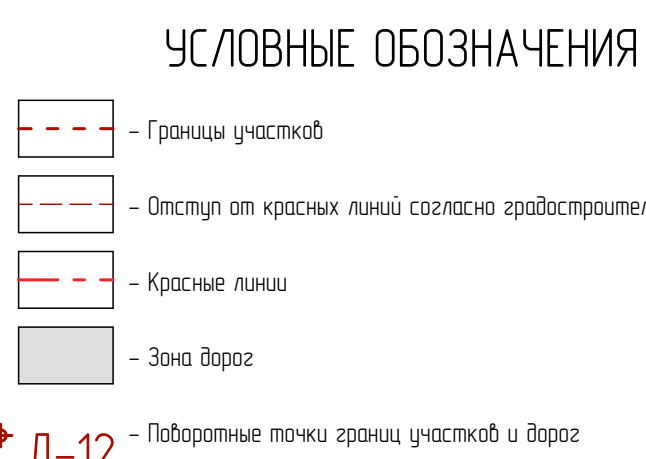 УСЛОВНЫЕ ОБОЗНАЧЕНИЯ
– Границы участков
– Отступ от красных линий согласно
– Красные линии
– Зона дорог
– Поворотные точки границ участков и дорог
Д-12